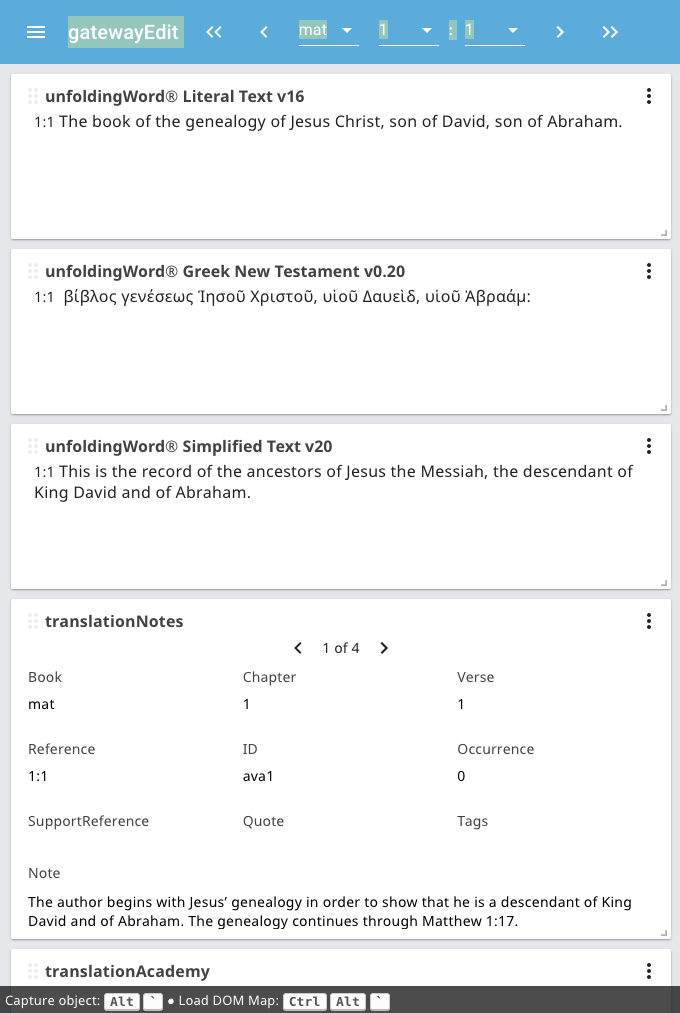 gatewayEdit mat 1 : 1
unfoldingWord® Literal Text v16
1:1 The book of the genealogy of Jesus Christ, son of David, son of Abraham.
unfoldingWord® Greek New Testament v0.20
1:1 βίβλος γενέσεως Ἰησοῦ Χριστοῦ, υἱοῦ Δαυεὶδ, υἱοῦ Ἀβραάμ:
unfoldingWord® Simplified Text v20
1:1 This is the record of the ancestors of Jesus the Messiah, the descendant of
King David and of Abraham.
translationNotes
1 of 4
Book Chapter Verse
mat 1 1
Reference ID Occurrence
1:1 ava1 0
SupportReference Quote Tags
Note
The author begins with Jesus’ genealogy in order to show that he is a descendant of King
David and of Abraham. The genealogy continues through Matthew 1:17.
translationAcademy
Capture object: Alt ` ● Load DOM Map: Ctrl Alt `